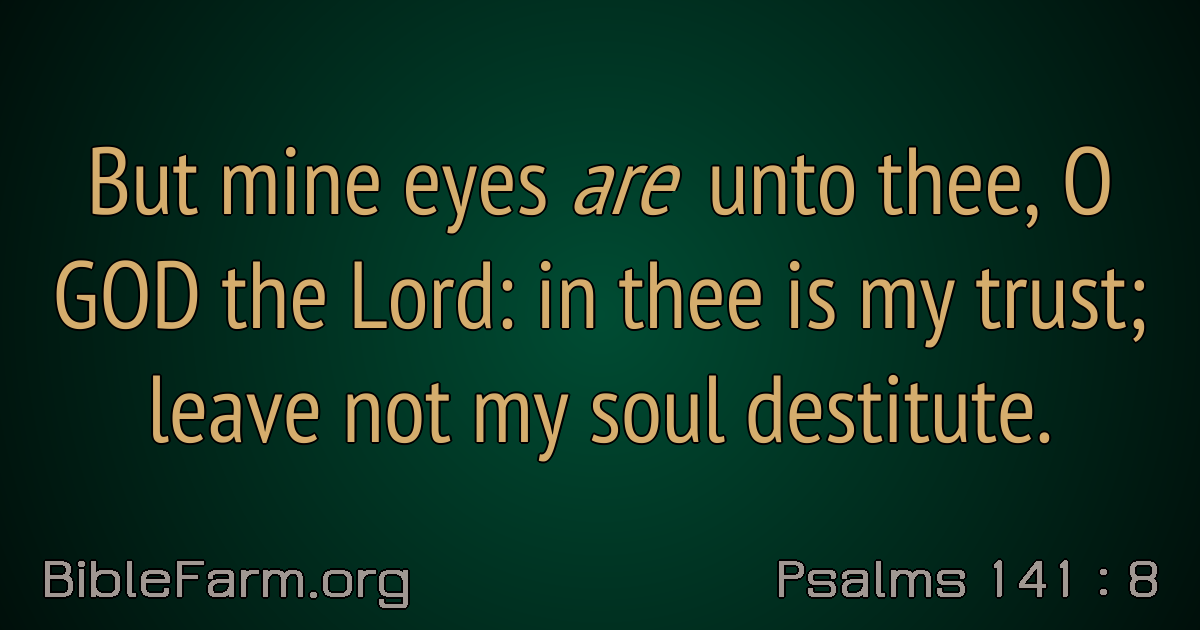 But mine eyes are unto thee, O
GOD the Lord: in thee is my trust;
leave not my soul destitute.
BibleFarm.org
Psalms 141 : 8